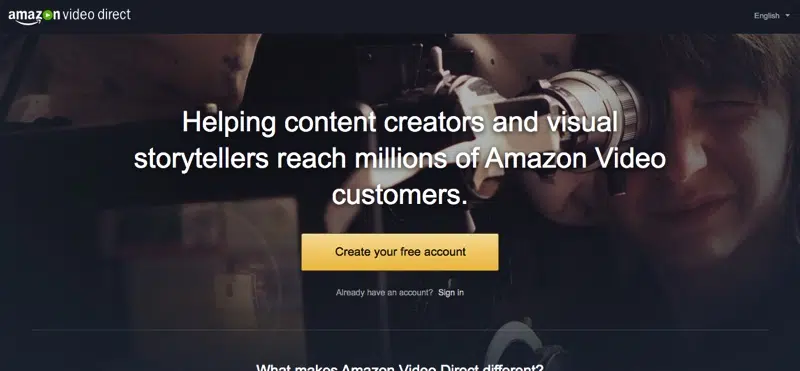 amazon video direct
English
Helping content creators and visual
storytellers reach millions of Amazon Video
customers.
Create your free account
Already have an account? Sign in
What makes Amazon Video Direct different?